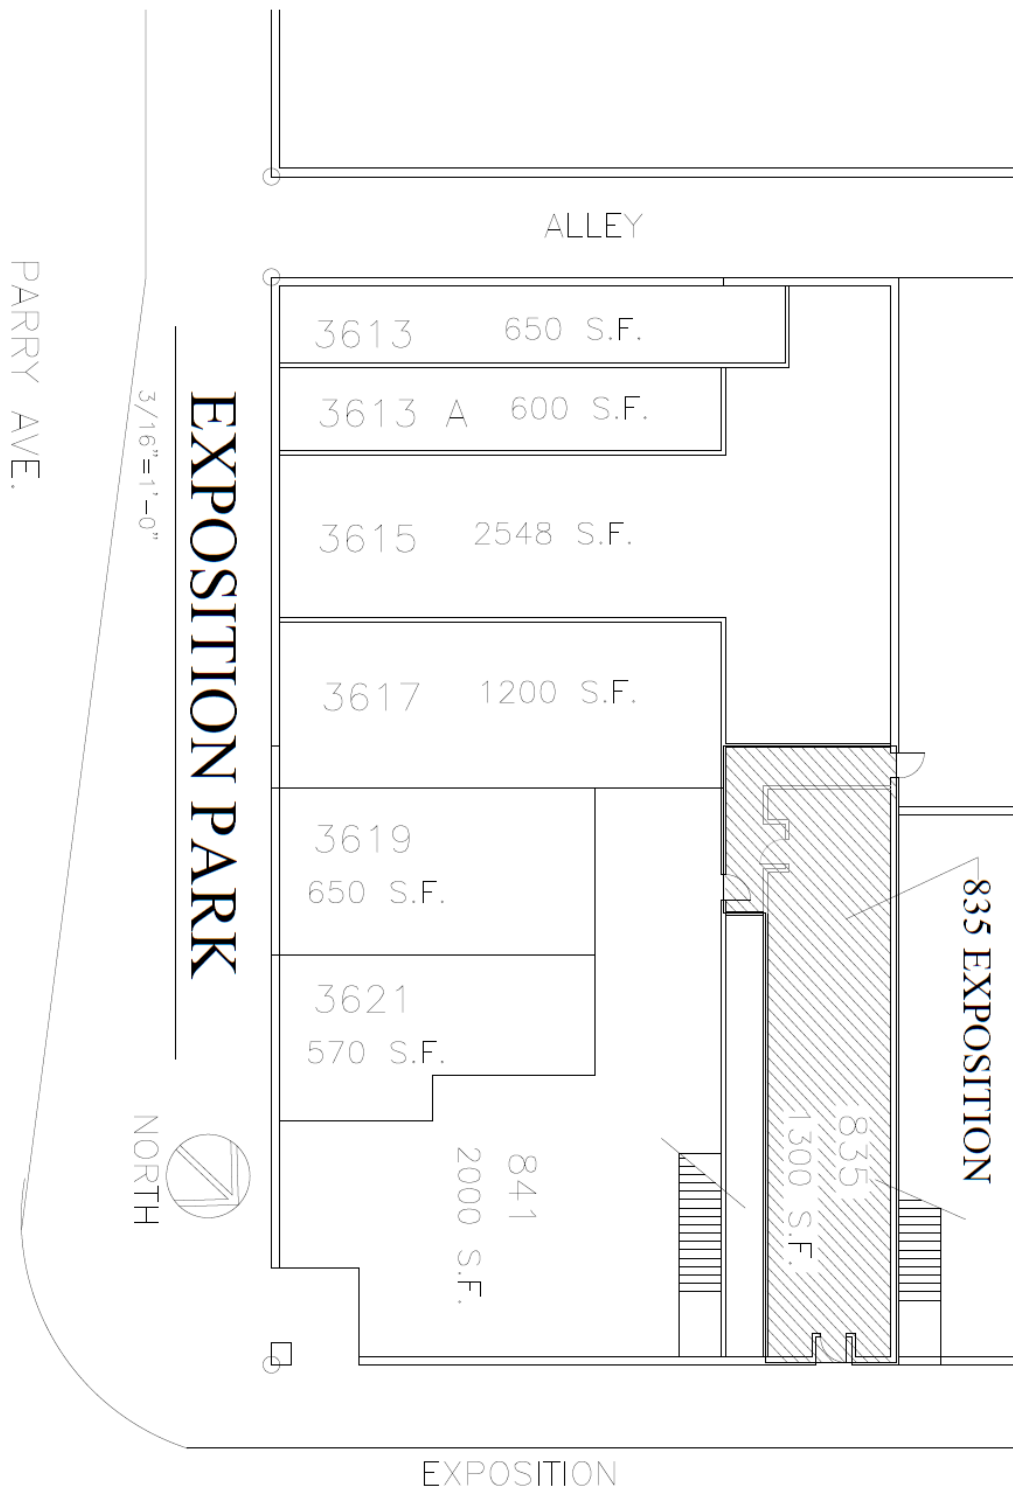 ALLEY
3613 650 S.F.
3613 A 600 S.F.
3615 2548 S.F.
3617 1200 S.F.
3619
650 S.F.
3621
570 S.F.
841
2000 S.F.
835
1300 S.F.
835 EXPOSITION
EXPOSITION PARK
3/16"=1'-0"
PARRY AVE.
NORTH
EXPOSITION